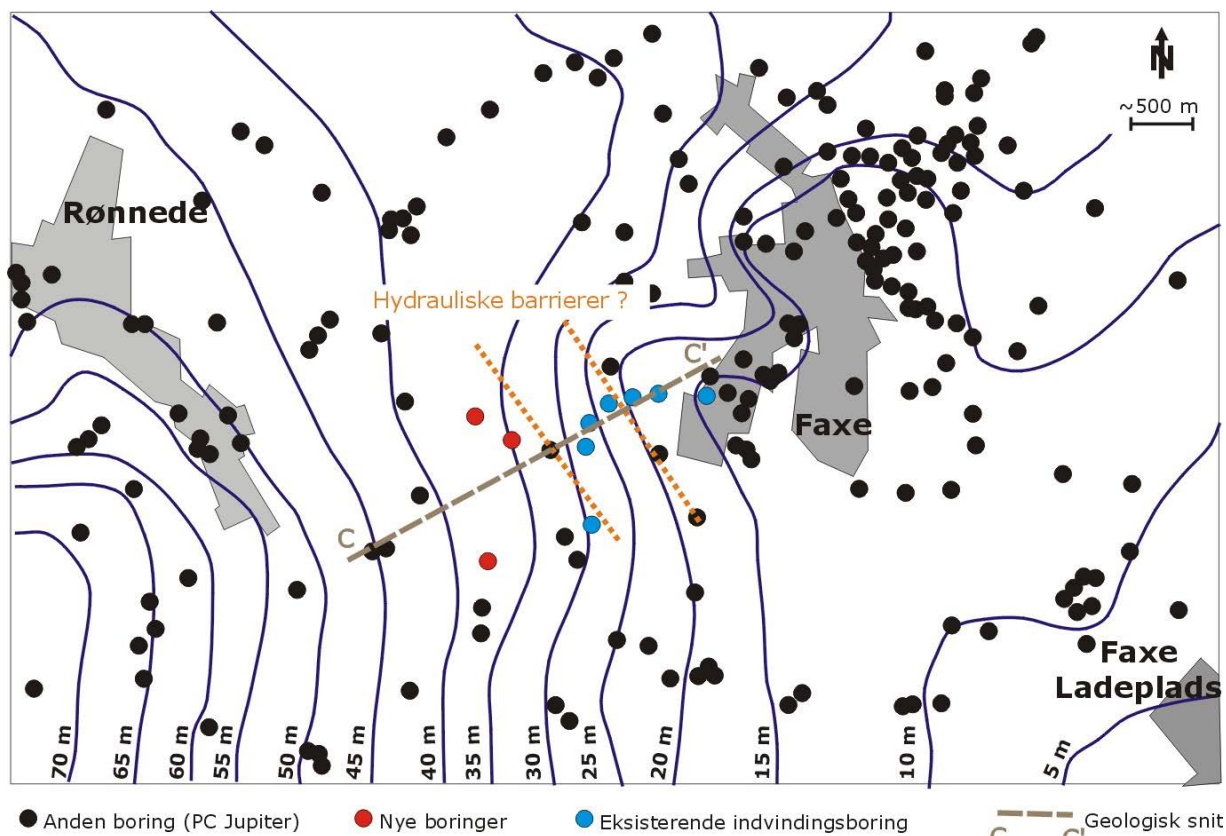 N
~500 m
Rønnede
Hydrauliske barrierer ?
C'
Faxe
C
Faxe
Ladeplads
70 m
65 m
60 m
55 m
50 m
45 m
40 m
35 m
30 m
25 m
20 m
15 m
10 m
5 m
Anden boring (PC Jupiter)
Nye boringer
Eksisterende indvindingsboring
Geologisk snit
C C'